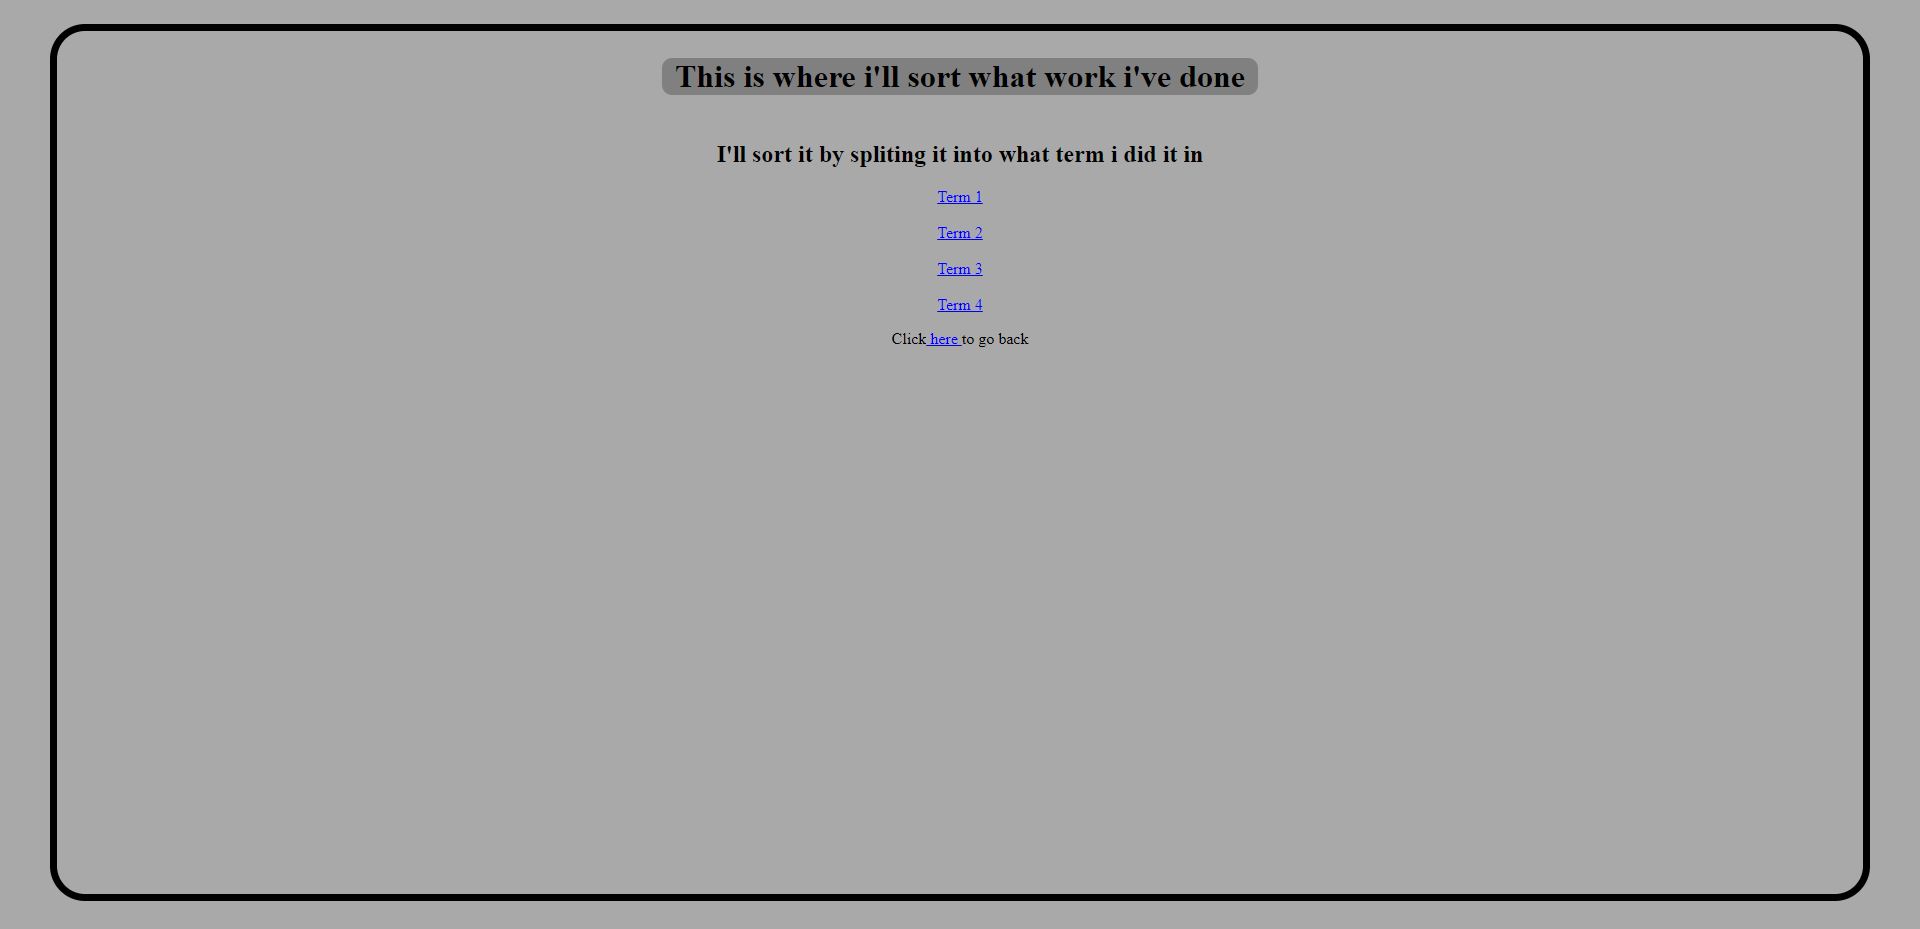 This is where i'll sort what work i've done
I'll sort it by spliting it into what term i did it in
Term 1
Term 2
Term 3
Term 4
Click here to go back